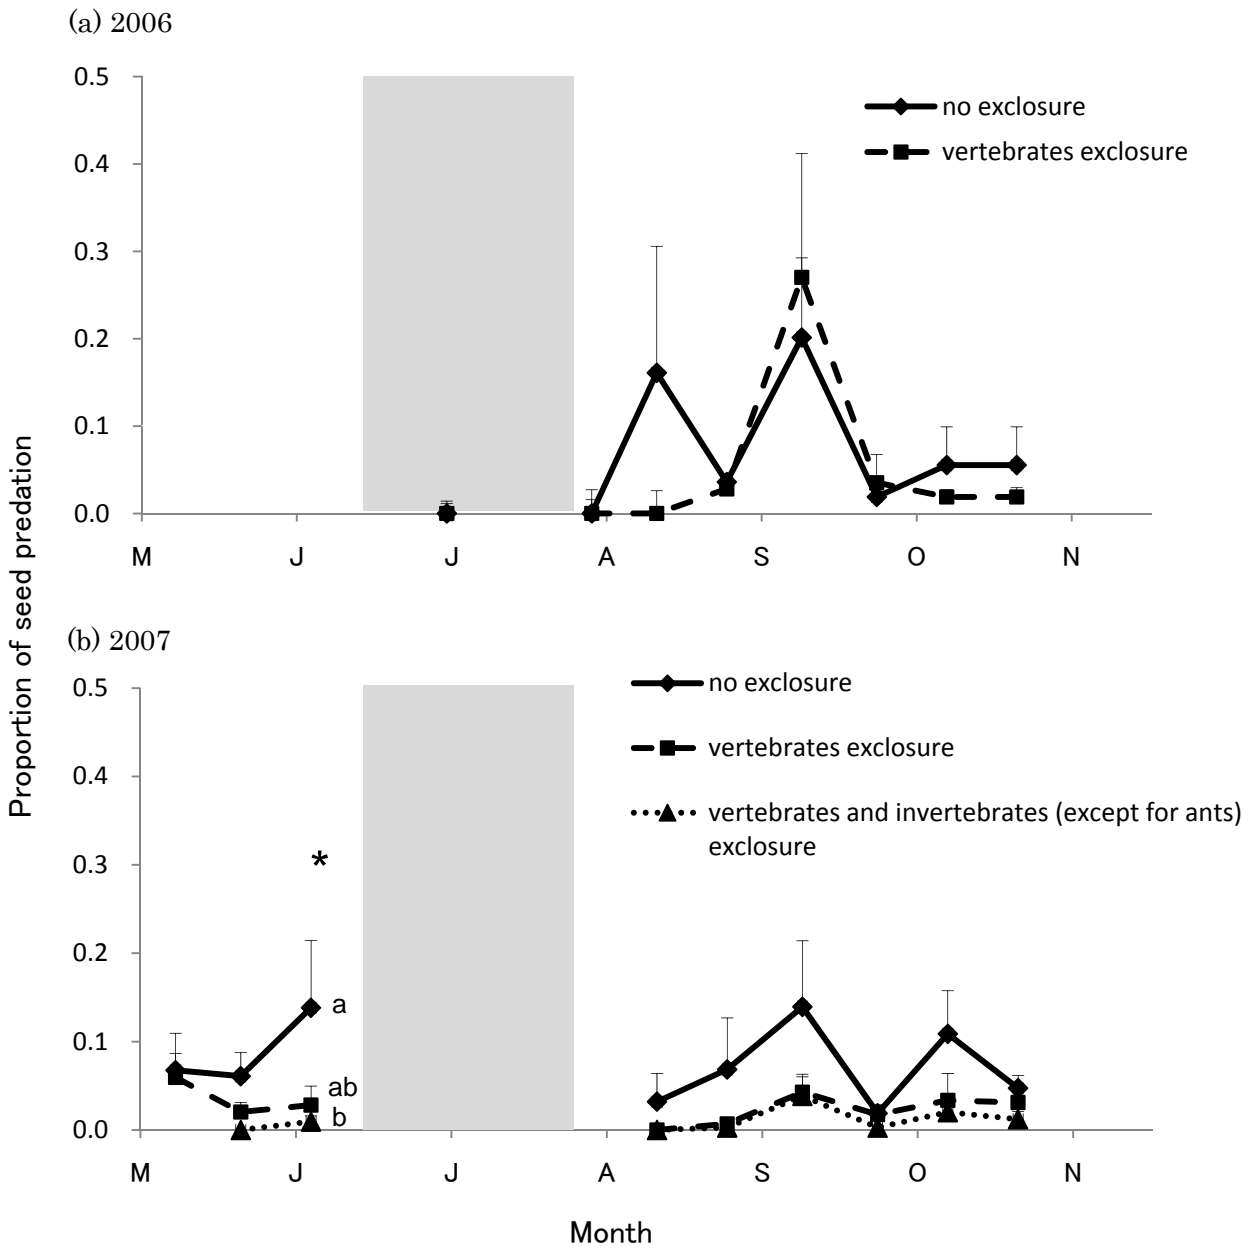 (a) 2006
0.5
0.4
0.3
0.2
0.1
0.0
no exclosure
vertebrates exclosure
M J J A S O N
Proportion of seed predation
(b) 2007
0.5
0.4
0.3
0.2
0.1
0.0
no exclosure
vertebrates exclosure
vertebrates and invertebrates (except for ants)
exclosure
*
a
ab
b
M J J A S O N
Month